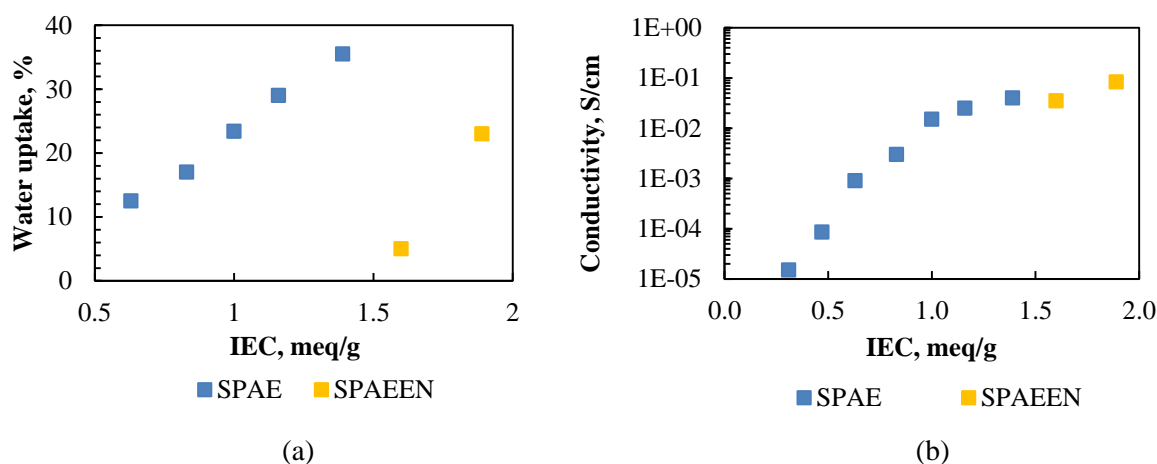 40
30
20
10
0
Water uptake, %
0.5 1 1.5 2
IEC, meq/g
SPAE SPAEEN
(a)
1E+00
1E-01
1E-02
1E-03
1E-04
1E-05
Conductivity, S/cm
0.0 0.5 1.0 1.5 2.0
IEC, meq/g
SPAE SPAEEN
(b)